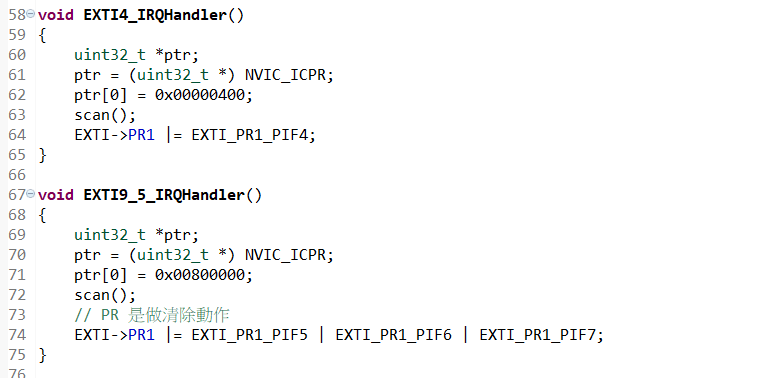 58 void EXTI4_IRQHandler()
59 {
60     uint32_t *ptr;
61     ptr = (uint32_t *) NVIC_ICPR;
62     ptr[0] = 0x00000400;
63     scan();
64     EXTI->PR1 |= EXTI_PR1_PIF4;
65 }
66
67 void EXTI9_5_IRQHandler()
68 {
69     uint32_t *ptr;
70     ptr = (uint32_t *) NVIC_ICPR;
71     ptr[0] = 0x00800000;
72     scan();
73     // PR 是做清除動作
74     EXTI->PR1 |= EXTI_PR1_PIF5 | EXTI_PR1_PIF6 | EXTI_PR1_PIF7;
75 }
76